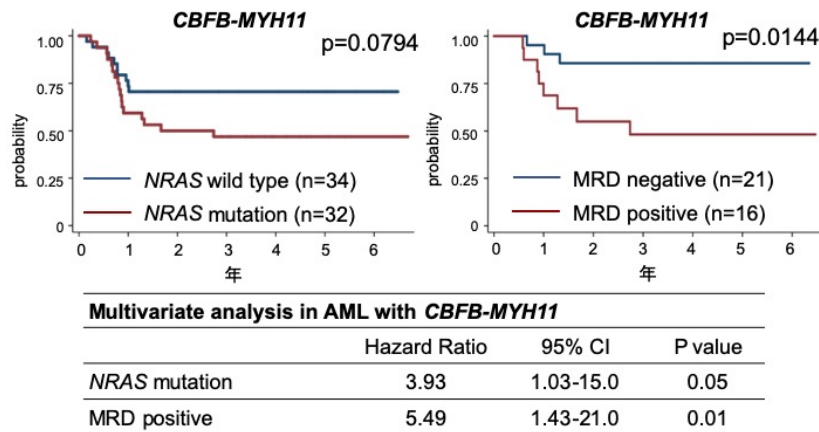 CBFB-MYH11
p=0.0794
1.00
0.75
0.50
0.25
0
probability
NRAS wild type (n=34)
NRAS mutation (n=32)
0 1 2 3 4 5 6
年
CBFB-MYH11
p=0.0144
1.00
0.75
0.50
0.25
0
probability
MRD negative (n=21)
MRD positive (n=16)
0 1 2 3 4 5 6
年
Multivariate analysis in AML with CBFB-MYH11
Hazard Ratio 95% CI P value
NRAS mutation 3.93 1.03-15.0 0.05
MRD positive 5.49 1.43-21.0 0.01